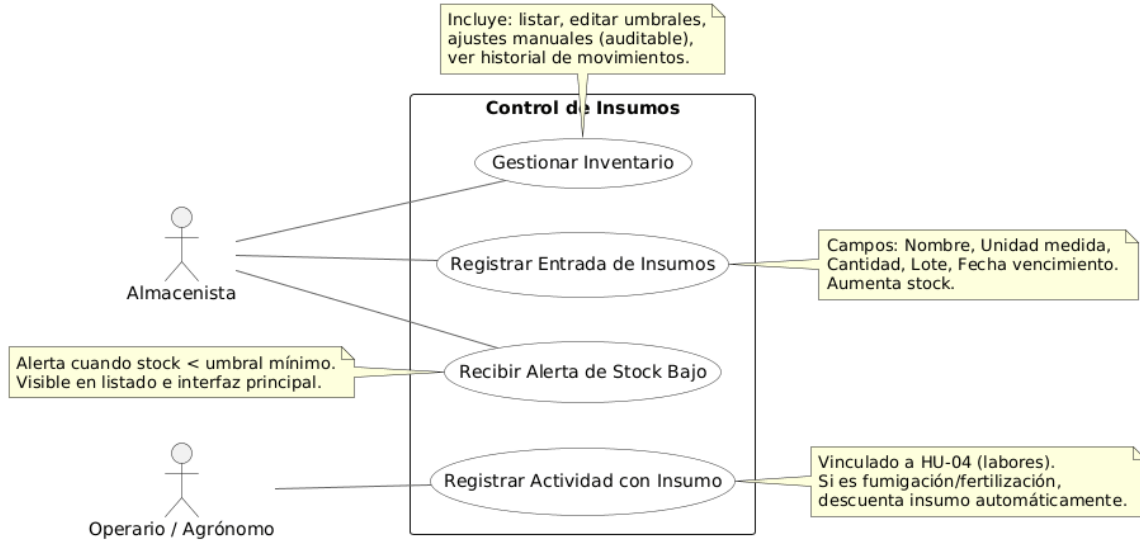 Incluye: listar, editar umbrales,
ajustes manuales (auditable),
ver historial de movimientos.
Control de Insumos
Gestionar Inventario
Almacenista
Registrar Entrada de Insumos
Campos: Nombre, Unidad medida,
Cantidad, Lote, Fecha vencimiento.
Aumenta stock.
Alerta cuando stock < umbral mínimo.
Visible en listado e interfaz principal.
Recibir Alerta de Stock Bajo
Operario / Agrónomo
Registrar Actividad con Insumo
Vinculado a HU-04 (labores).
Si es fumigación/fertilización,
descuenta insumo automáticamente.